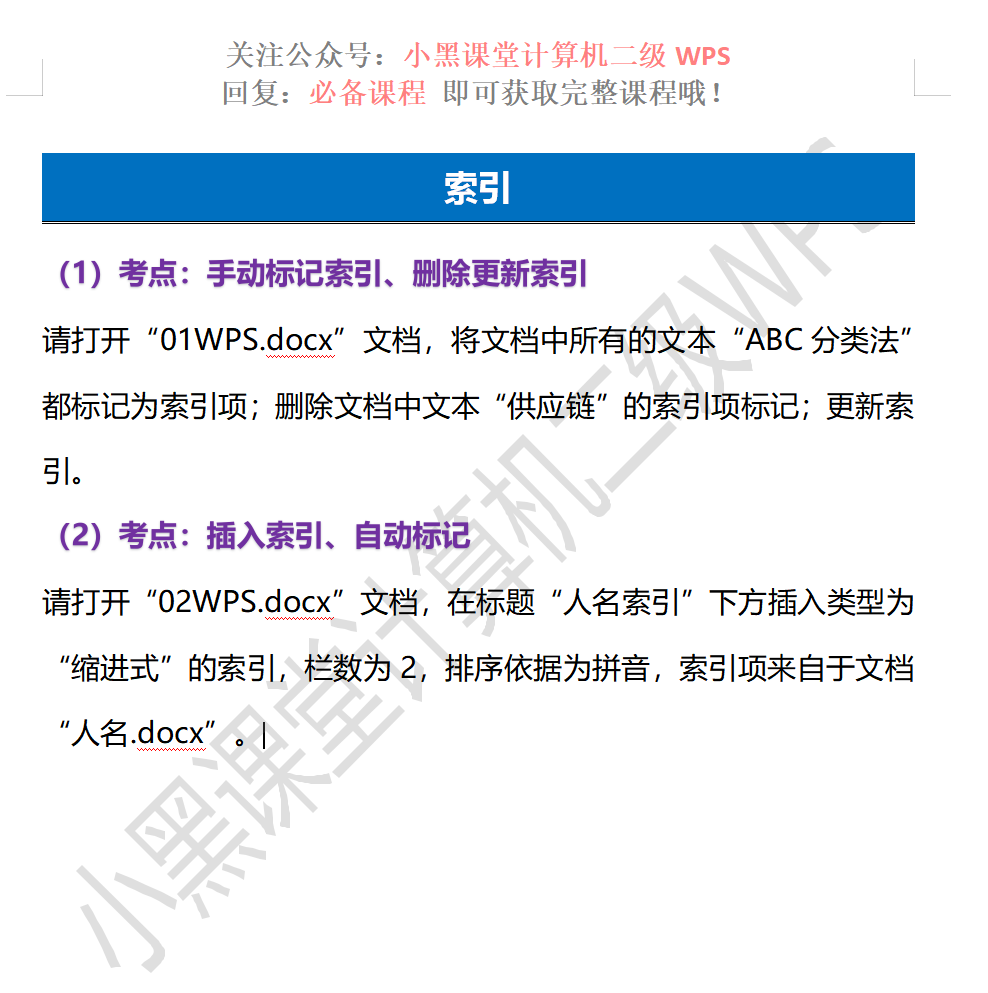 关注公众号：小黑课堂计算机二级 WPS
回复：必备课程 即可获取完整课程哦！
索引
（1）考点：手动标记索引、删除更新索引
请打开“01WPS.docx”文档，将文档中所有的文本“ABC 分类法”
都标记为索引项；删除文档中文本“供应链”的索引项标记；更新索
引。
（2）考点：插入索引、自动标记
请打开“02WPS.docx”文档，在标题“人名索引”下方插入类型为
“缩进式”的索引，栏数为 2，排序依据为拼音，索引项来自于文档
“人名.docx”。
小黑课堂计算机二级WPS